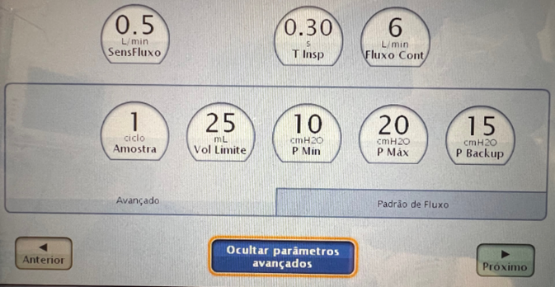 0.5
L/min
SensFluxo
0.30
s
T Insp
6
L/min
Fluxo Cont
1
ciclo
Amostra
25
mL
Vol Limite
10
cmH2O
P Min
20
cmH2O
P Máx
15
cmH2O
P Backup
Avançado
Padrão de Fluxo
Anterior
Ocultar parâmetros
avançados
Próximo